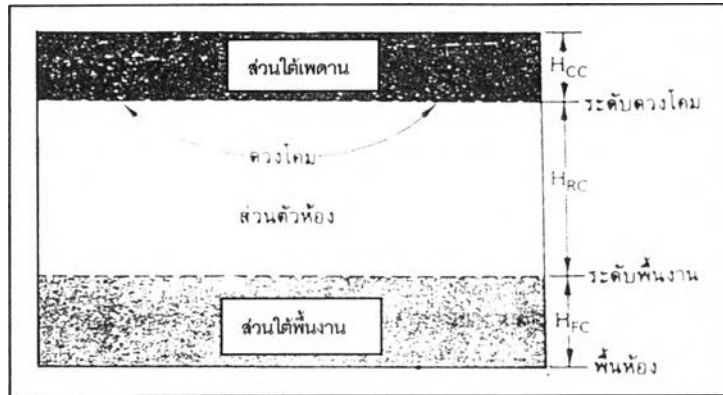 ส่วนใต้เพดาน
H_CC
ระดับดวงโคม
ดวงโคม
H_RC
ส่วนตัวห้อง
ระดับพื้นงาน
ส่วนใต้พื้นงาน
H_FC
พื้นห้อง